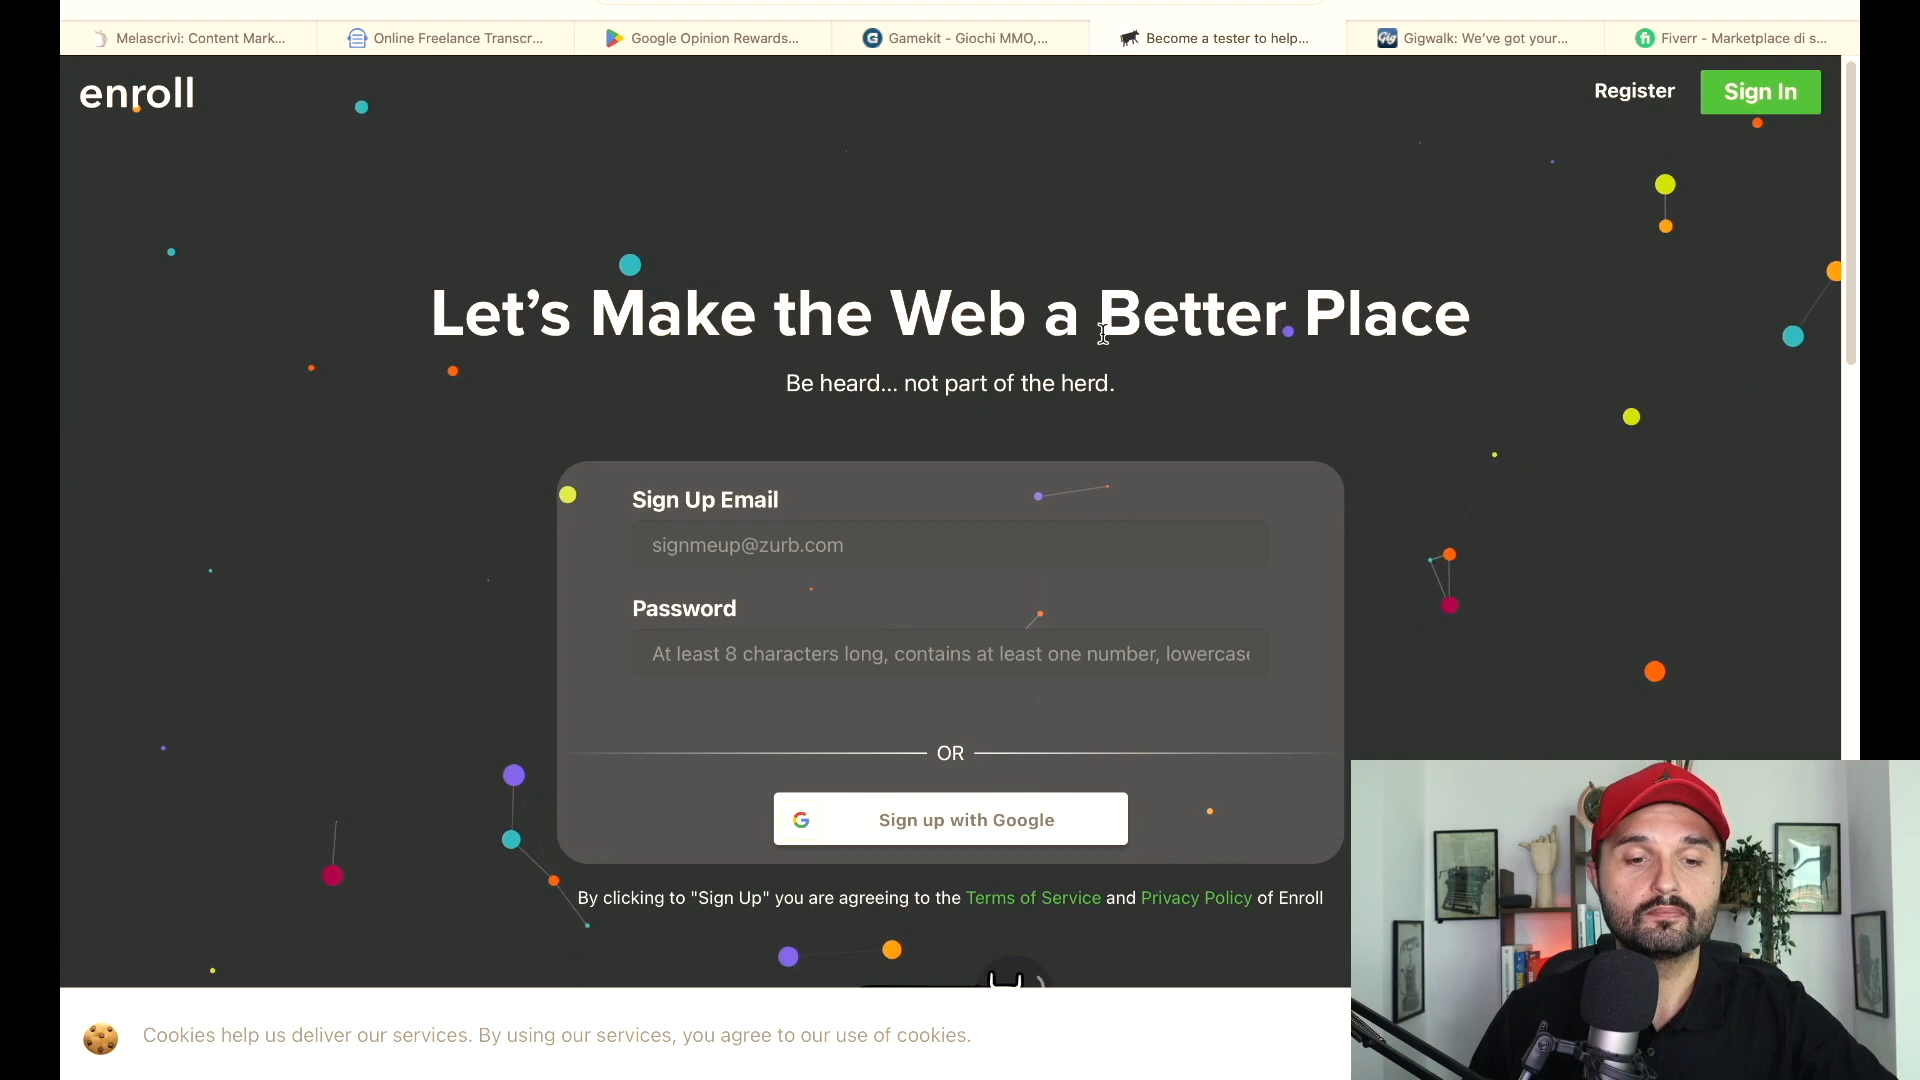 Melascrivi: Content Mark...
Online Freelance Transcr...
Google Opinion Rewards...
Gamekit - Giochi MMO,...
Become a tester to help...
Gigwalk: We've got your...
Fiverr - Marketplace di s...
enroll
Register
Sign In
Let’s Make the Web a Better Place
Be heard... not part of the herd.
Sign Up Email
signmeup@zurb.com
Password
At least 8 characters long, contains at least one number, lowercase
OR
Sign up with Google
By clicking to "Sign Up" you are agreeing to the Terms of Service and Privacy Policy of Enroll
Cookies help us deliver our services. By using our services, you agree to our use of cookies.